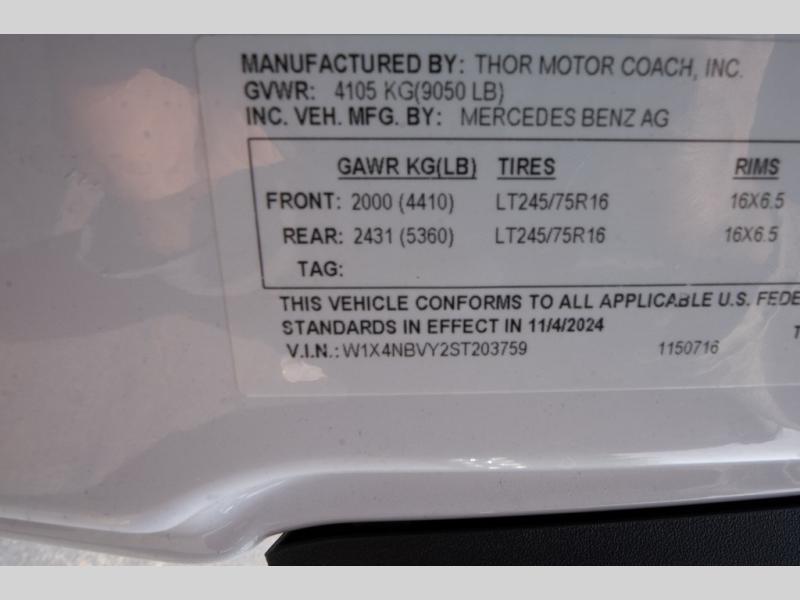 MANUFACTURED BY: THOR MOTOR COACH, INC.
GVWR: 4105 KG(9050 LB)
INC. VEH. MFG. BY: MERCEDES BENZ AG
GAWR KG(LB) TIRES RIMS
FRONT: 2000 (4410) LT245/75R16 16X6.5
REAR: 2431 (5360) LT245/75R16 16X6.5
TAG:
THIS VEHICLE CONFORMS TO ALL APPLICABLE U.S. FEDE
STANDARDS IN EFFECT IN 11/4/2024
V.I.N.: W1X4NBVY2ST203759 1150716 T